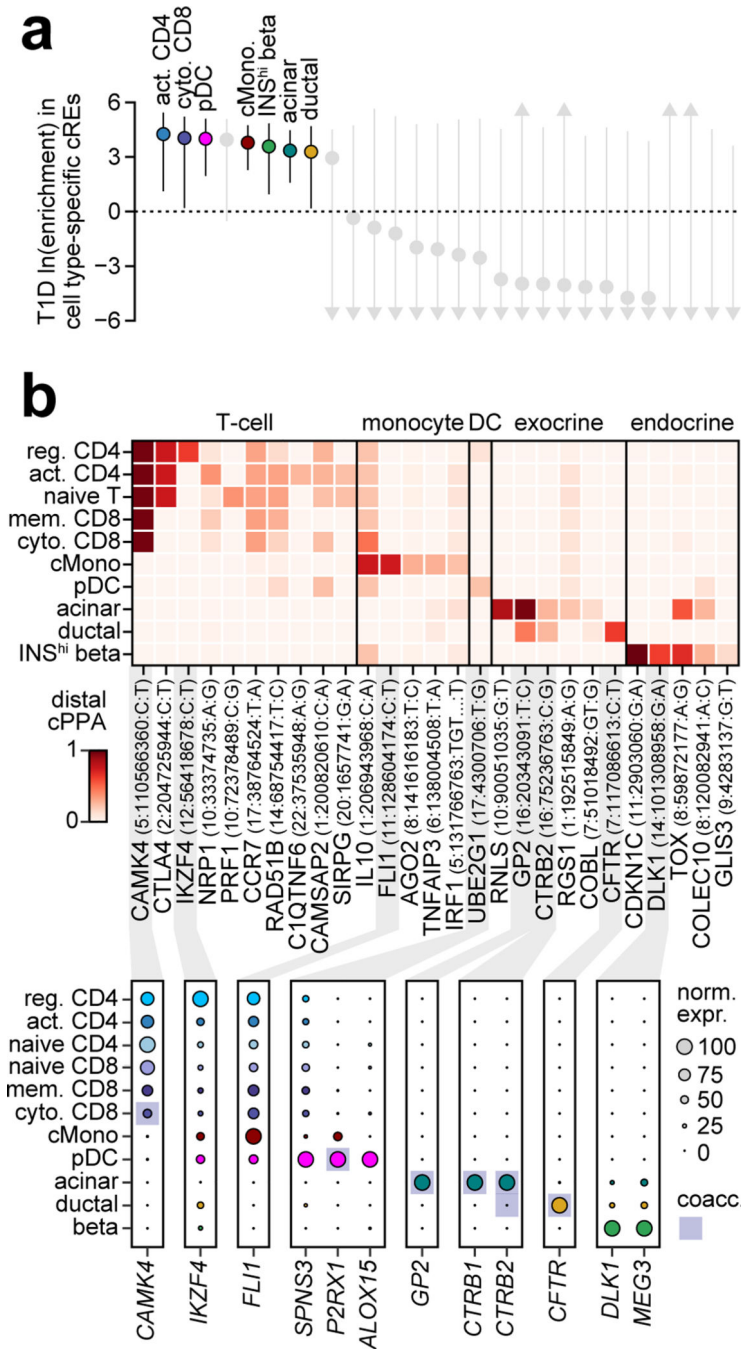 a
act. CD4
cyto. CD8
pDC
cMono.
INShi beta
acinar
ductal
T1D ln(enrichment) in
cell type-specific cREs
6
3
0
−3
−6
b
T-cell
monocyte
DC
exocrine
endocrine
reg. CD4
act. CD4
naive T
mem. CD8
cyto. CD8
cMono
pDC
acinar
ductal
INShi beta
distal
cPPA
1
0
CAMK4 (5:110566360:C:T)
CTLA4 (2:204725944:C:T)
IKZF4 (12:56418678:C:T)
NRP1 (10:33374735:A:G)
PRF1 (10:72378489:C:G)
CCR7 (17:38764524:T:A)
RAD51B (14:68754417:T:C)
C1QTNF6 (22:37535948:A:G)
CAMSAP2 (1:200820610:C:A)
SIRPG (20:1657741:G:A)
IL10 (1:206943968:C:A)
FLI1 (11:128604174:C:T)
AGO2 (8:141616183:T:C)
TNFAIP3 (6:138004508:T:A)
IRF1 (5:131766763:TGT....T)
UBE2G1 (17:4300706:T:G)
RNLS (10:90051035:G:T)
GP2 (16:20343091:T:C)
CTRB2 (16:75236763:C:G)
RGS1 (1:192515849:A:G)
COBL (7:51018492:GT:G)
CFTR (7:117086613:C:T)
CDKN1C (11:2903060:G:A)
DLK1 (14:101308958:G:A)
TOX (8:59872177:A:G)
COLEC10 (8:120082941:A:C)
GLIS3 (9:4283137:G:T)
reg. CD4
act. CD4
naive CD4
naive CD8
mem. CD8
cyto. CD8
cMono
pDC
acinar
ductal
beta
CAMK4
IKZF4
FLI1
SPNS3
P2RX1
ALOX15
GP2
CTRB1
CTRB2
CFTR
DLK1
MEG3
norm.
expr.
100
75
50
25
0
coacc.